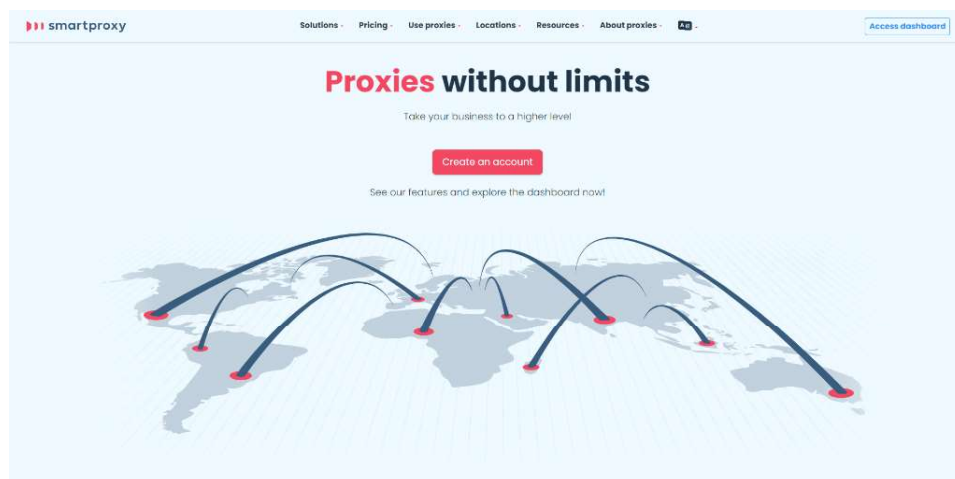 smartproxy
Solutions
Pricing
Use proxies
Locations
Resources
About proxies
Access dashboard
Proxies without limits
Take your business to a higher level
Create an account
See our features and explore the dashboard now!